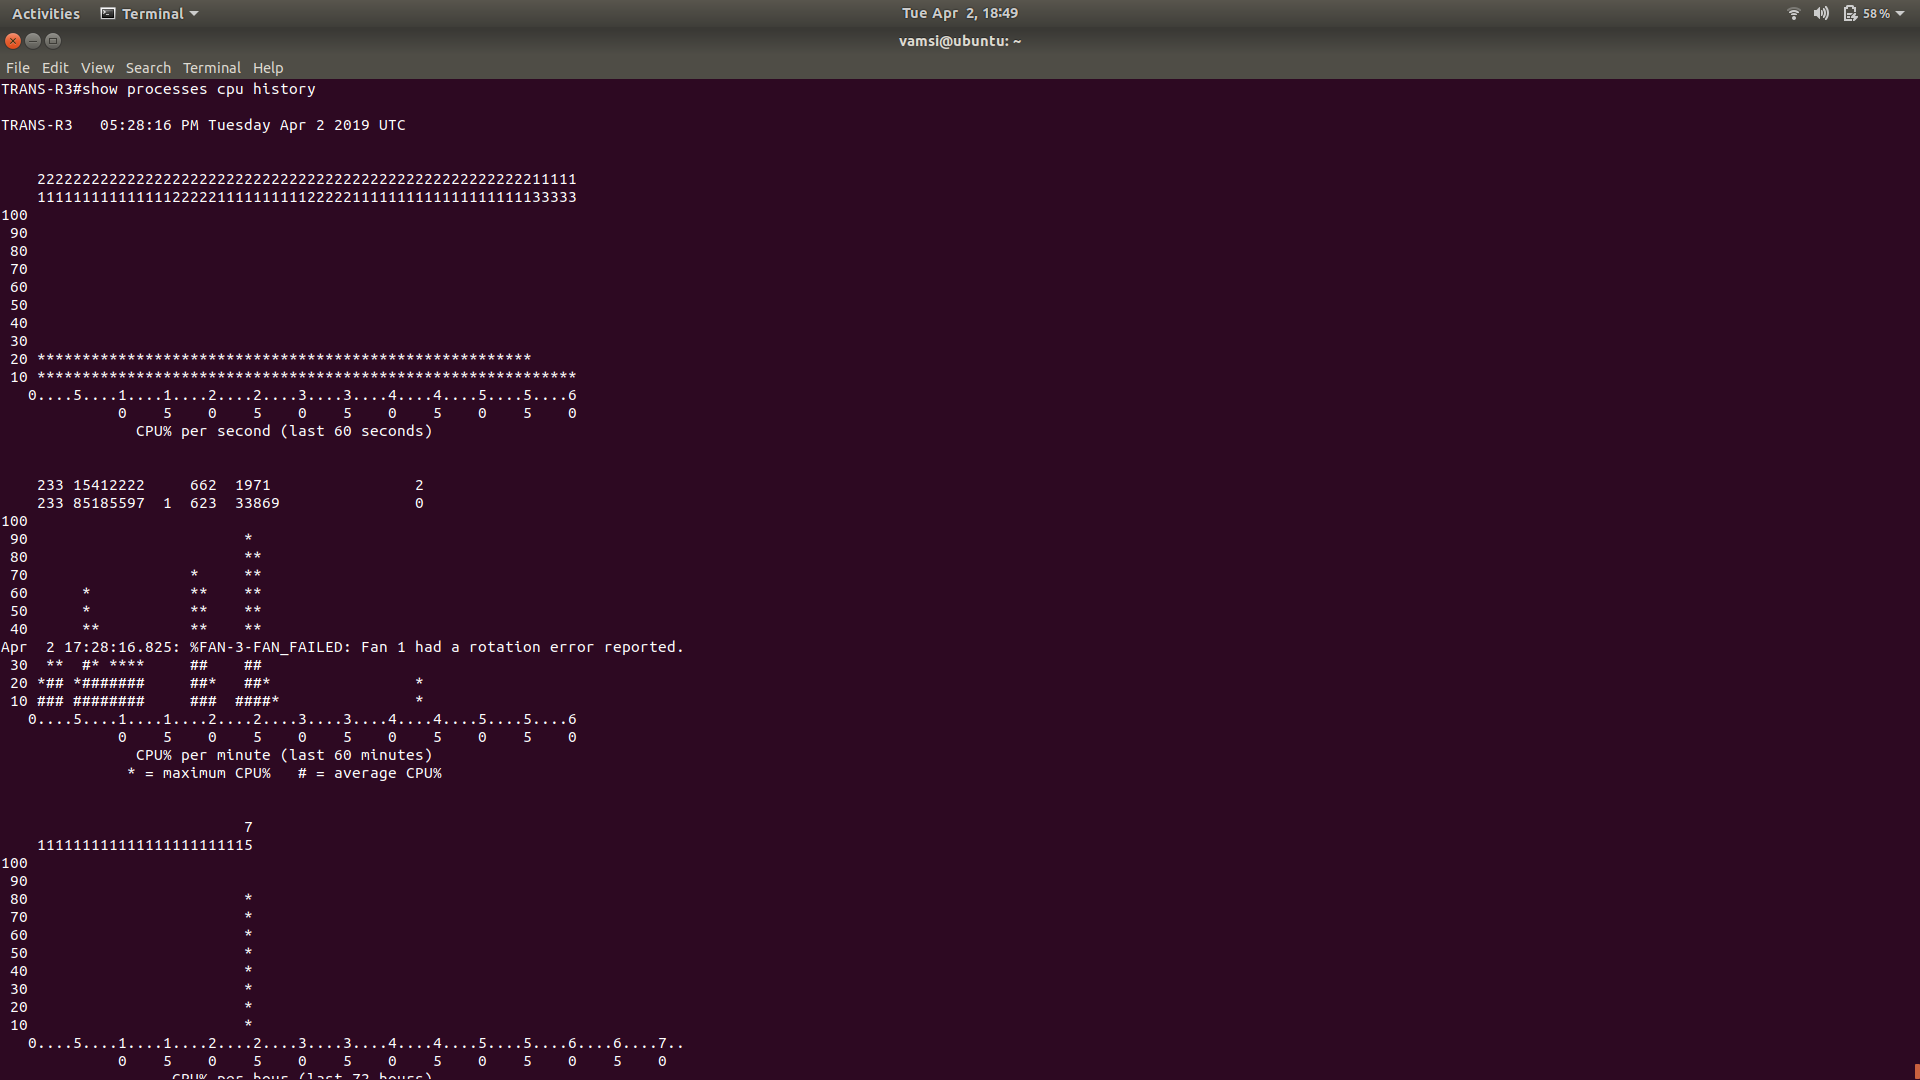 Activities Terminal Tue Apr 2, 18:49 58 %
vamsi@ubuntu: ~
File Edit View Search Terminal Help
TRANS-R3#show processes cpu history
TRANS-R3   05:28:16 PM Tuesday Apr 2 2019 UTC
    222222222222222222222222222222222222222222222222222222211111
    111111111111111222221111111111222221111111111111111111133333
100
 90
 80
 70
 60
 50
 40
 30
 20 *******************************************************
 10 ************************************************************
   0....5....1....1....2....2....3....3....4....4....5....5....6
             0    5    0    5    0    5    0    5    0    5    0
               CPU% per second (last 60 seconds)
    233 15412222     662  1971                2
    233 85185597  1  623  33869               0
100
 90                        *
 80                        **
 70                  *     **
 60      *           **    **
 50      *           **    **
 40      **          **    **
Apr  2 17:28:16.825: %FAN-3-FAN_FAILED: Fan 1 had a rotation error reported.
 30  **  #* ****     ##    ##
 20 *## *#######     ##*   ##*                *
 10 ### ########     ###  ####*               *
   0....5....1....1....2....2....3....3....4....4....5....5....6
             0    5    0    5    0    5    0    5    0    5    0
               CPU% per minute (last 60 minutes)
              * = maximum CPU%   # = average CPU%
                           7
    111111111111111111111115
100
 90
 80                        *
 70                        *
 60                        *
 50                        *
 40                        *
 30                        *
 20                        *
 10                        *
   0....5....1....1....2....2....3....3....4....4....5....5....6....6....7..
             0    5    0    5    0    5    0    5    0    5    0    5    0
                   CPU% per hour (last 72 hours)